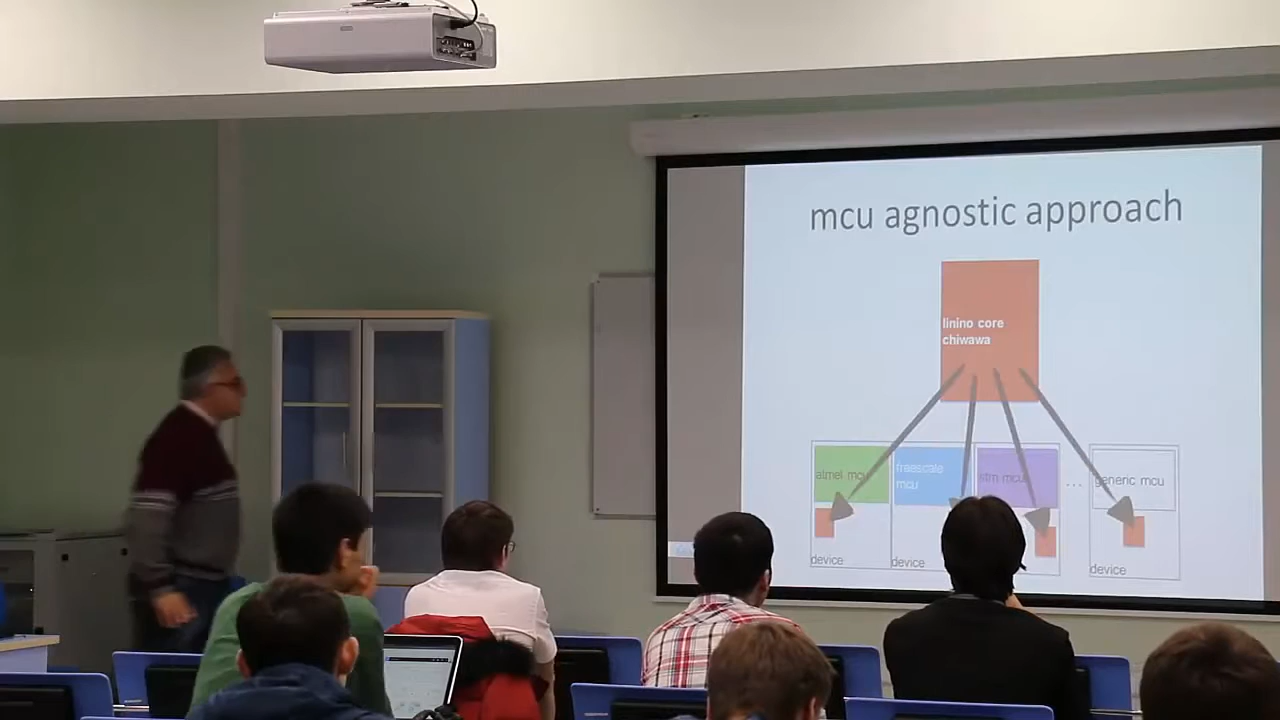 mcu agnostic approach
linino core
chiwawa
atmel mcu
freescale
mcu
stm mcu
...
generic mcu
device
device
device